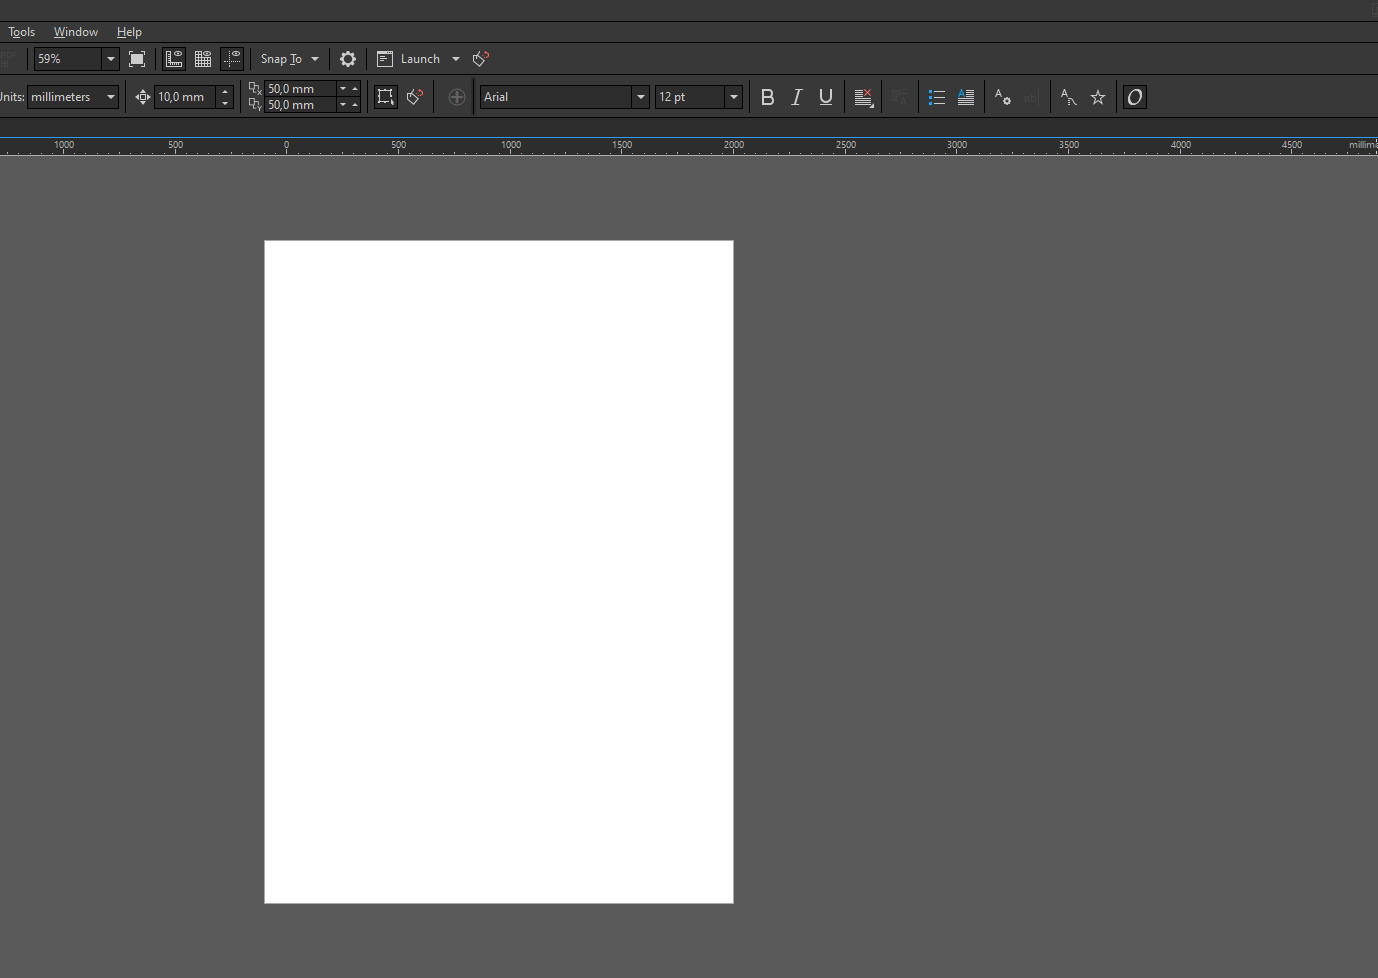 Tools Window Help
59% Snap To Launch
Units: millimeters 10,0 mm 50,0 mm Arial 12 pt B I U
50,0 mm
1000 500 0 500 1000 1500 2000 2500 3000 3500 4000 4500 millime